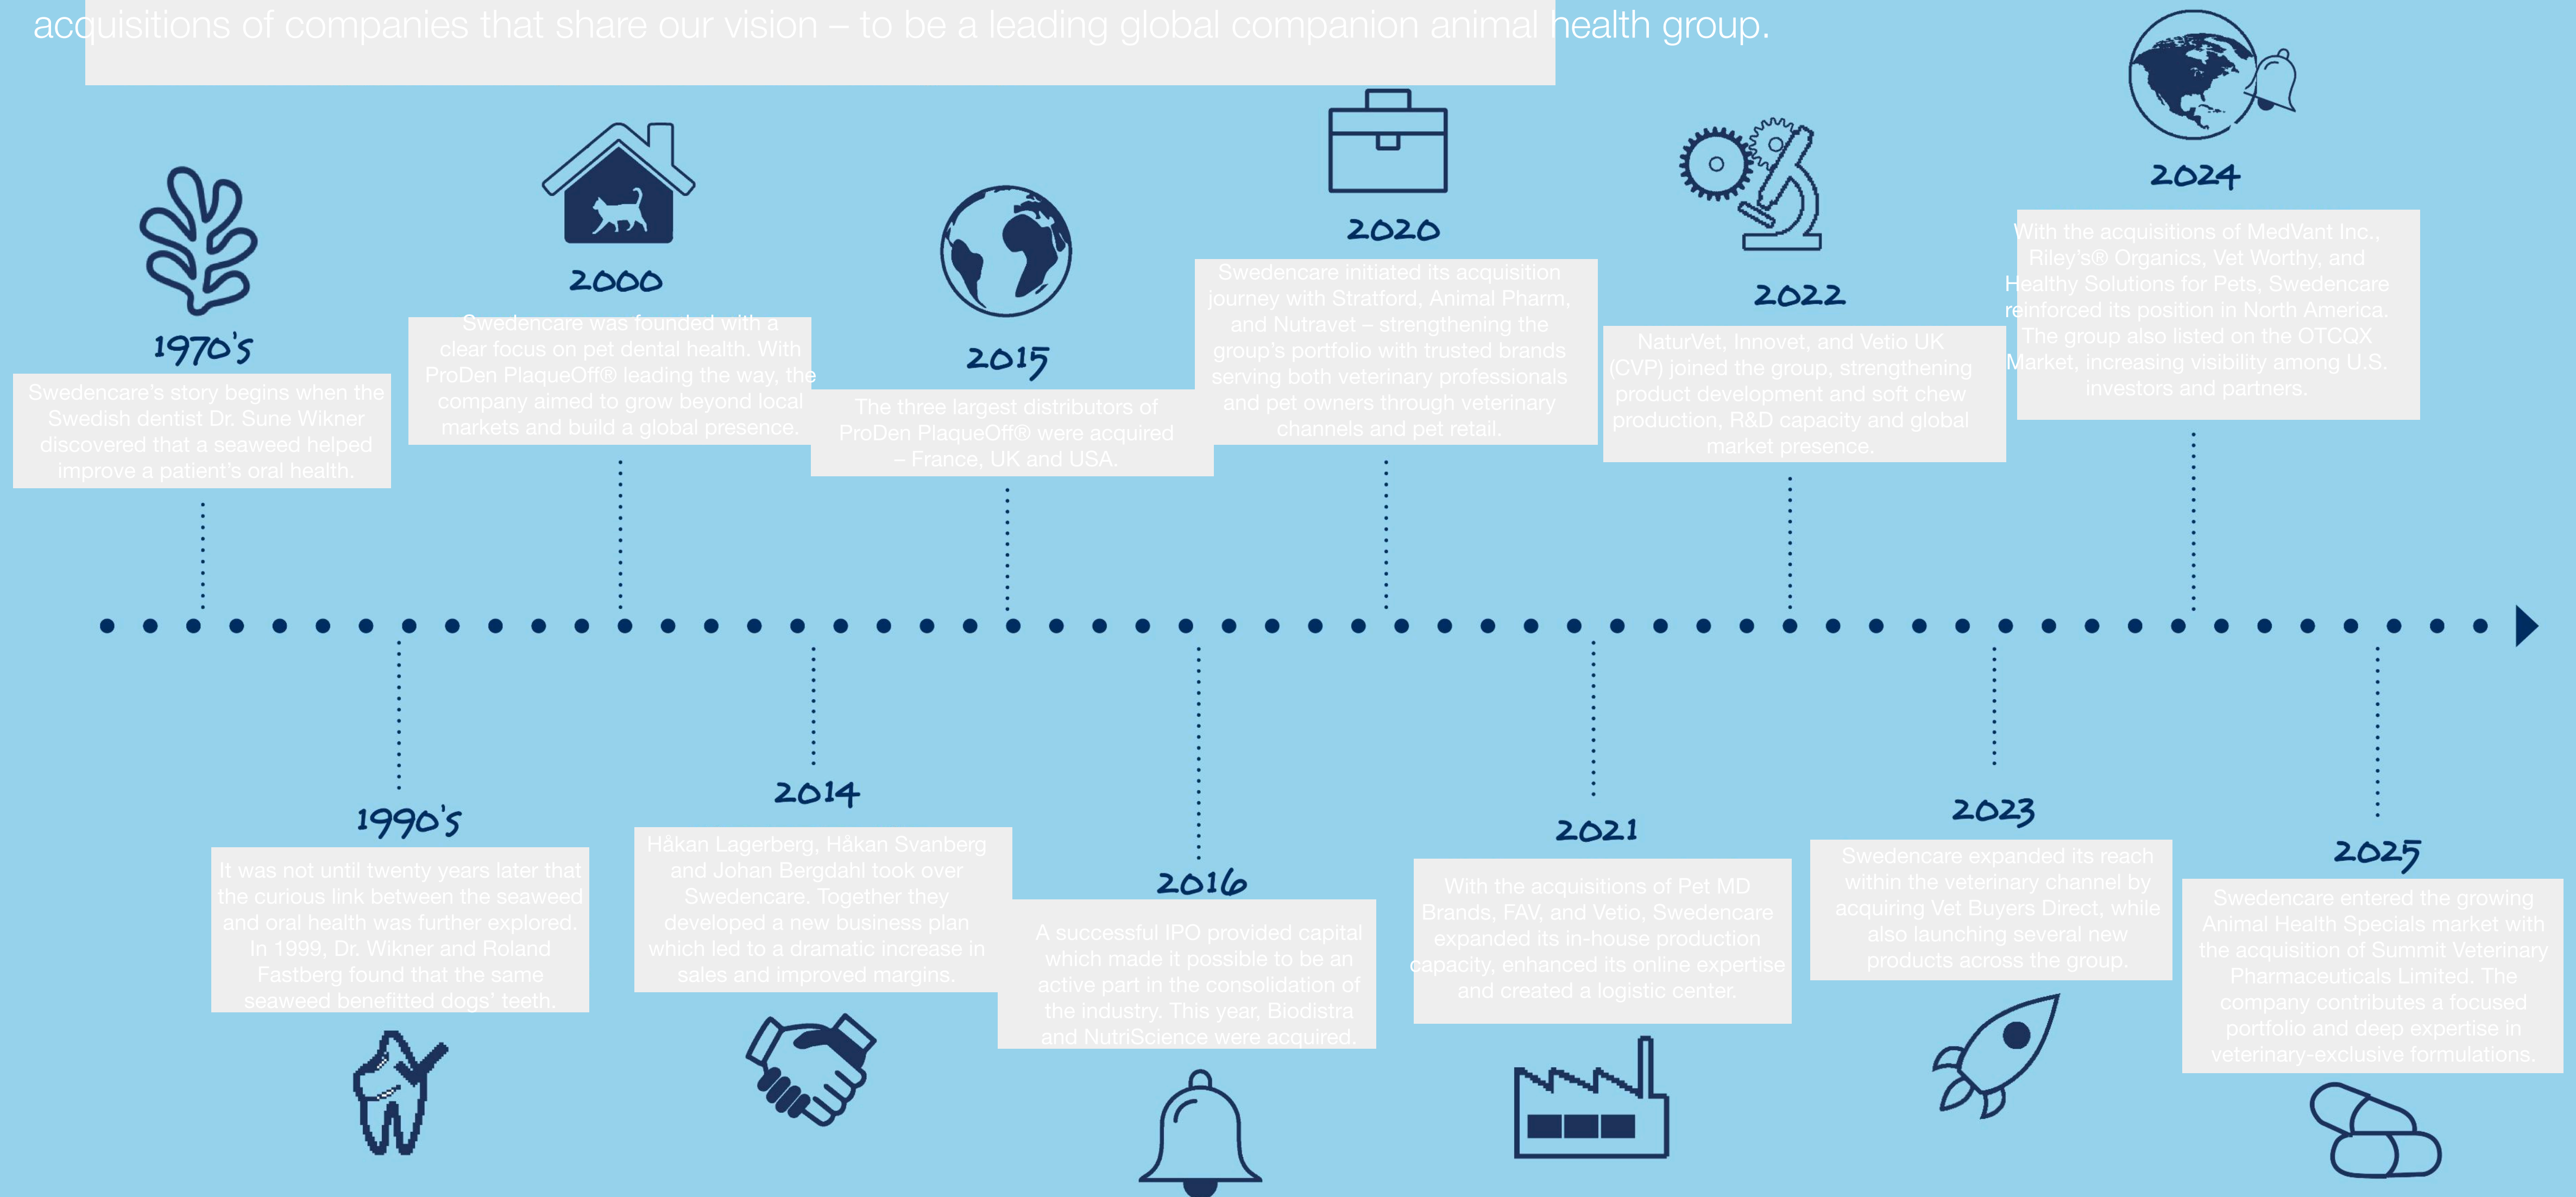 acquisitions of companies that share our vision – to be a leading global companion animal health group.
1970's
Swedencare's story begins when the
Swedish dentist Dr. Sune Wikner
discovered that a seaweed helped
improve a patient's oral health.
2000
Swedencare was founded with a
clear focus on pet dental health. With
ProDen PlaqueOff® leading the way, the
company aimed to grow beyond local
markets and build a global presence.
2015
The three largest distributors of
ProDen PlaqueOff® were acquired
– France, UK and USA.
2020
Swedencare initiated its acquisition
journey with Stratford, Animal Pharm,
and Nutravet – strengthening the
group's portfolio with trusted brands
serving both veterinary professionals
and pet owners through veterinary
channels and pet retail.
2022
NaturVet, Innovet, and Vetio UK
(CVP) joined the group, strengthening
product development and soft chew
production, R&D capacity and global
market presence.
2024
With the acquisitions of MedVant Inc.,
Riley's® Organics, Vet Worthy, and
Healthy Solutions for Pets, Swedencare
reinforced its position in North America.
The group also listed on the OTCQX
Market, increasing visibility among U.S.
investors and partners.
1990's
It was not until twenty years later that
the curious link between the seaweed
and oral health was further explored.
In 1999, Dr. Wikner and Roland
Fastberg found that the same
seaweed benefitted dogs' teeth.
2014
Håkan Lagerberg, Håkan Svanberg
and Johan Bergdahl took over
Swedencare. Together they
developed a new business plan
which led to a dramatic increase in
sales and improved margins.
2016
A successful IPO provided capital
which made it possible to be an
active part in the consolidation of
the industry. This year, Biodistra
and NutriScience were acquired.
2021
With the acquisitions of Pet MD
Brands, FAV, and Vetio, Swedencare
expanded its in-house production
capacity, enhanced its online expertise
and created a logistic center.
2023
Swedencare expanded its reach
within the veterinary channel by
acquiring Vet Buyers Direct, while
also launching several new
products across the group.
2025
Swedencare entered the growing
Animal Health Specials market with
the acquisition of Summit Veterinary
Pharmaceuticals Limited. The
company contributes a focused
portfolio and deep expertise in
veterinary-exclusive formulations.